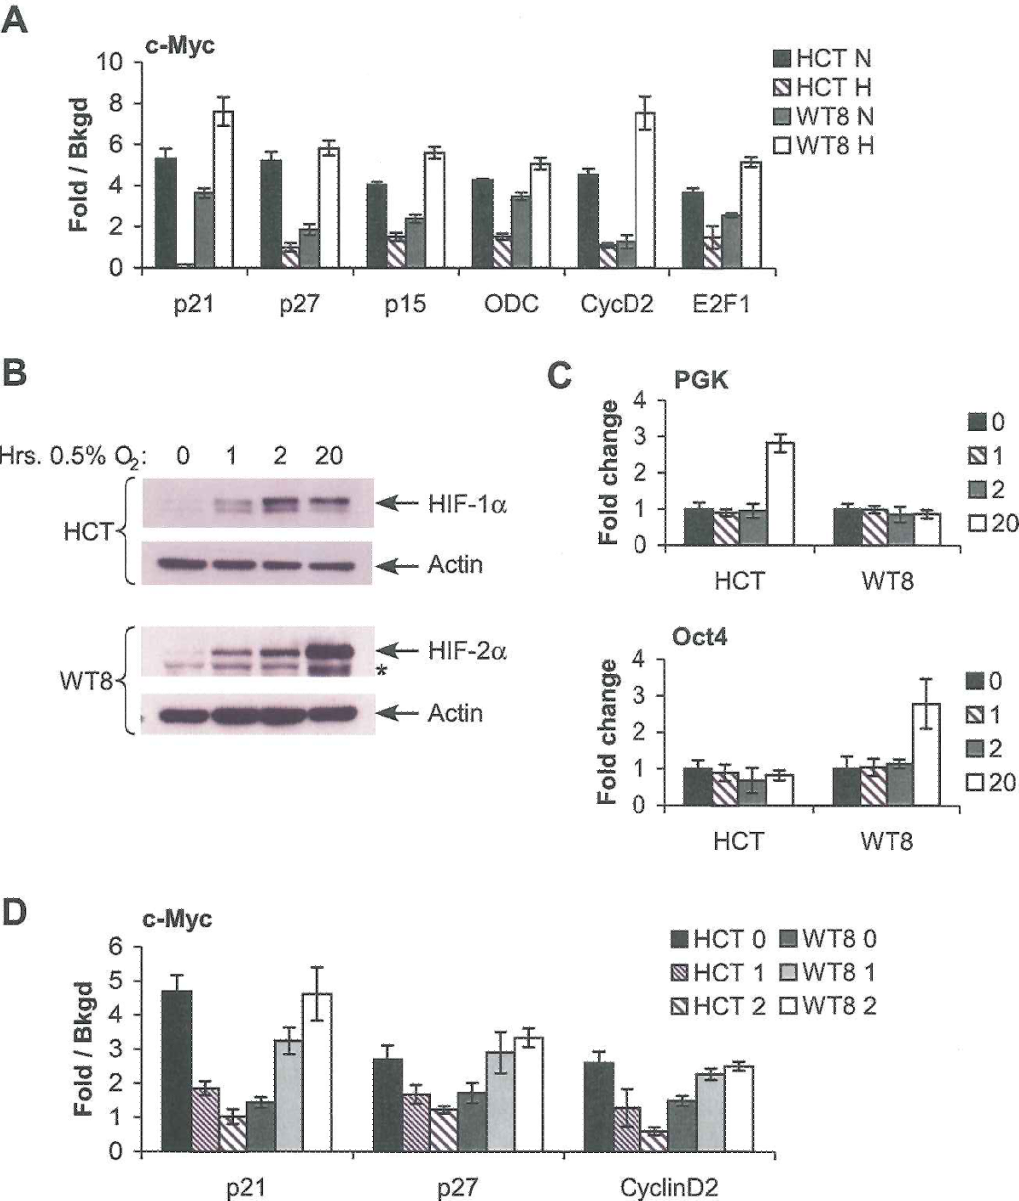 A
c-Myc
Fold / Bkgd
10
8
6
4
2
0
p21 p27 p15 ODC CycD2 E2F1
HCT N
HCT H
WT8 N
WT8 H
B
Hrs. 0.5% O2: 0 1 2 20
HCT
HIF-1α
Actin
WT8
HIF-2α
*
Actin
C
PGK
Fold change
4
3
2
1
0
HCT WT8
0
1
2
20
Oct4
Fold change
4
3
2
1
0
HCT WT8
0
1
2
20
D
c-Myc
Fold / Bkgd
6
5
4
3
2
1
0
p21 p27 CyclinD2
HCT 0 WT8 0
HCT 1 WT8 1
HCT 2 WT8 2